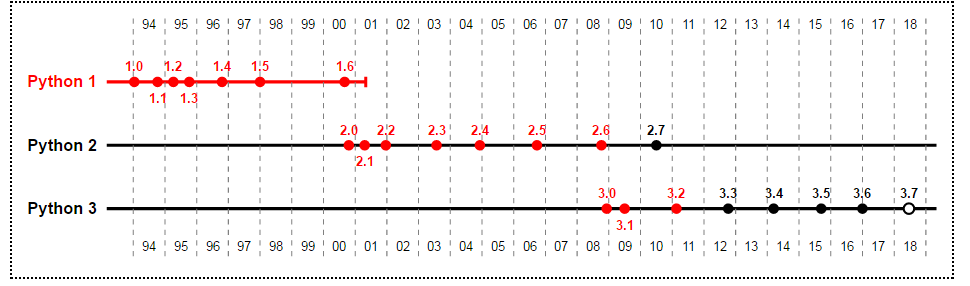 94 95 96 97 98 99 00 01 02 03 04 05 06 07 08 09 10 11 12 13 14 15 16 17 18
1.0 1.2 1.4 1.5 1.6
Python 1
1.1 1.3
2.0 2.2 2.3 2.4 2.5 2.6 2.7
Python 2
2.1
3.0 3.2 3.3 3.4 3.5 3.6 3.7
Python 3
3.1
94 95 96 97 98 99 00 01 02 03 04 05 06 07 08 09 10 11 12 13 14 15 16 17 18